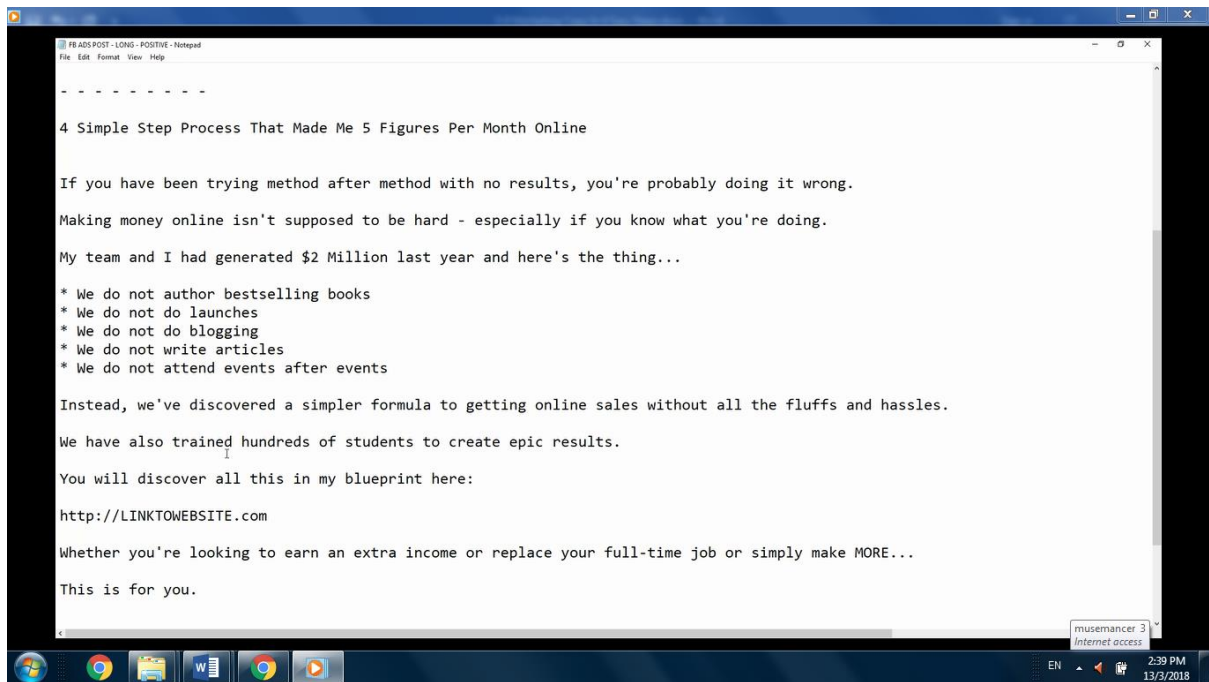 FB ADS POST - LONG - POSITIVE - Notepad
File Edit Format View Help
- - - - - - - - -
4 Simple Step Process That Made Me 5 Figures Per Month Online
If you have been trying method after method with no results, you're probably doing it wrong.
Making money online isn't supposed to be hard - especially if you know what you're doing.
My team and I had generated $2 Million last year and here's the thing...
* We do not author bestselling books
* We do not do launches
* We do not do blogging
* We do not write articles
* We do not attend events after events
Instead, we've discovered a simpler formula to getting online sales without all the fluffs and hassles.
We have also trained hundreds of students to create epic results.
You will discover all this in my blueprint here:
http://LINKTOWEBSITE.com
Whether you're looking to earn an extra income or replace your full-time job or simply make MORE...
This is for you.
musemancer 3
Internet access
EN
2:39 PM
13/3/2018